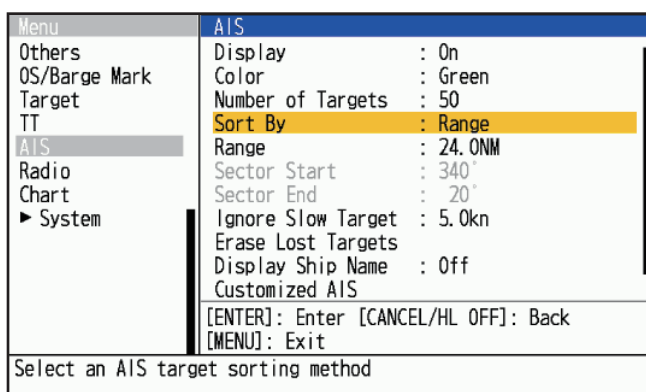 Menu
Others
OS/Barge Mark
Target
TT
AIS
Radio
Chart
► System
AIS
Display : On
Color : Green
Number of Targets : 50
Sort By : Range
Range : 24.0NM
Sector Start : 340°
Sector End : 20°
Ignore Slow Target : 5.0kn
Erase Lost Targets
Display Ship Name : Off
Customized AIS
[ENTER]: Enter [CANCEL/HL OFF]: Back
[MENU]: Exit
Select an AIS target sorting method